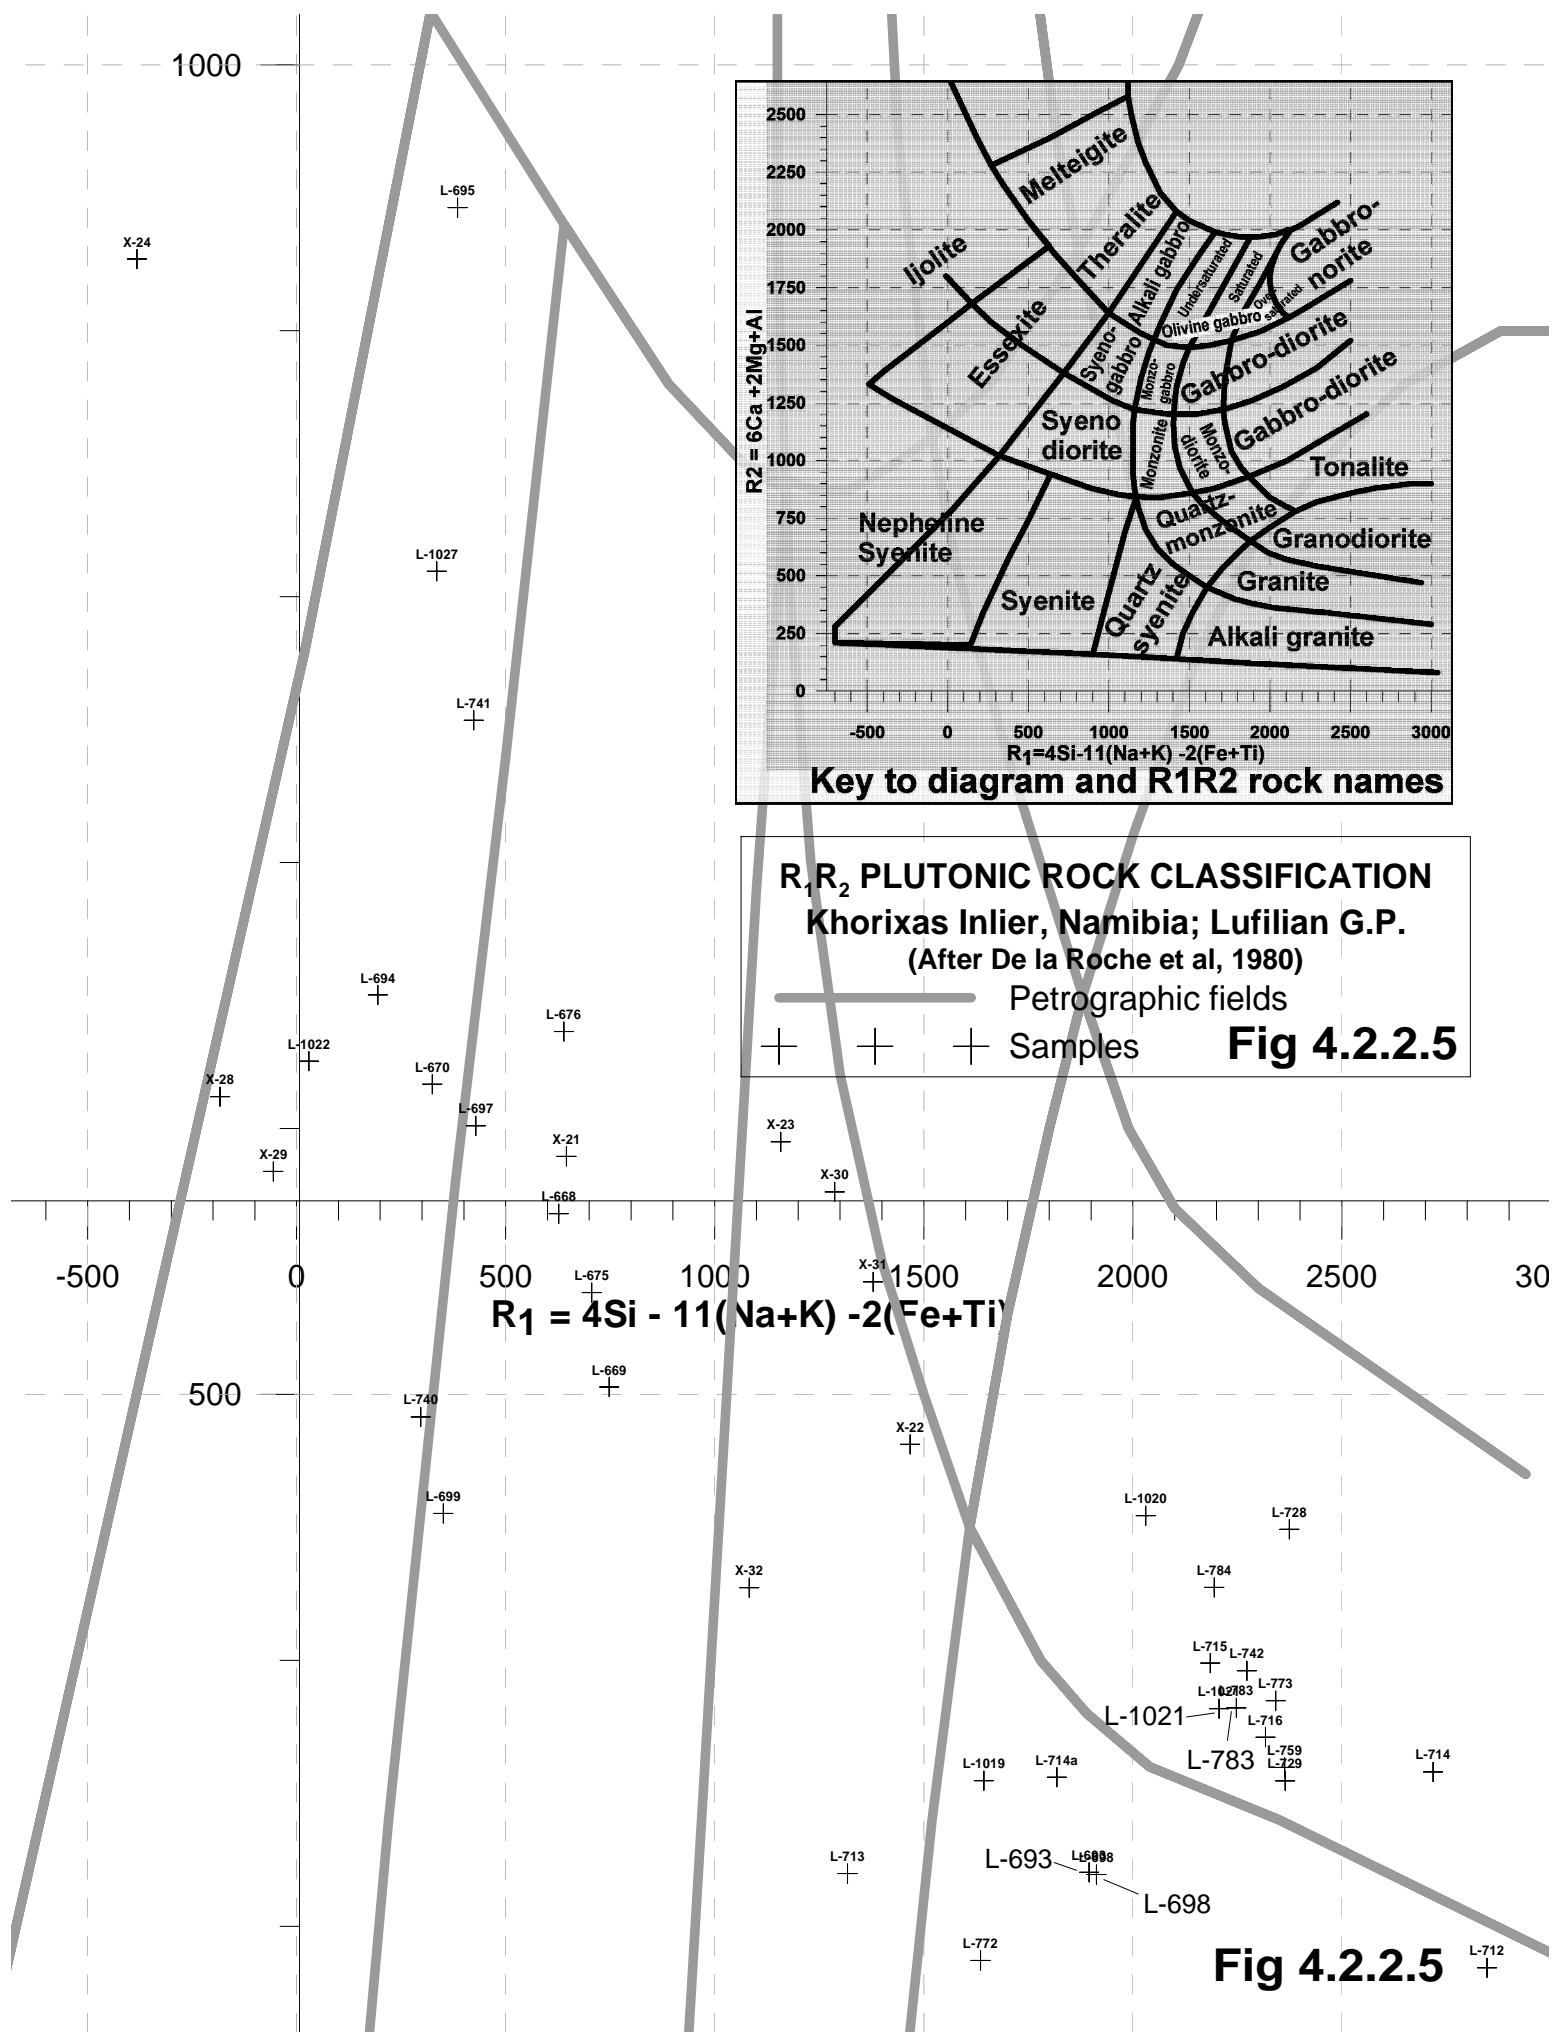 1000
L-695
X-24
2500
2250
2000
1750
1500
1250
1000
750
500
250
0
R2 = 6Ca +2Mg+Al
Melteigite
Ijolite
Theralite
Alkali gabbro
Undersaturated
Saturated
Over-
saturated
Gabbro-
norite
Essexite
Syeno-
gabbro
Olivine gabbro
Monzo-
gabbro
Gabbro-diorite
Gabbro-diorite
Syeno
diorite
Monzonite
Monzo-
diorite
Tonalite
Nepheline
Syenite
Quartz-
monzonite
Granodiorite
Syenite
Quartz
syenite
Granite
Alkali granite
-500 0 500 1000 1500 2000 2500 3000
R1=4Si-11(Na+K) -2(Fe+Ti)
Key to diagram and R1R2 rock names
L-1027
L-741
R1R2 PLUTONIC ROCK CLASSIFICATION
Khorixas Inlier, Namibia; Lufilian G.P.
(After De la Roche et al, 1980)
Petrographic fields
Samples Fig 4.2.2.5
L-694
L-676
L-1022
L-670
X-28
L-697
X-23
X-21
X-29
X-30
L-668
-500 0 500 1000 1500 2000 2500 30
X-31
L-675
R1 = 4Si - 11(Na+K) -2(Fe+Ti)
L-669
500
L-740
X-22
L-699
L-1020
L-728
X-32
L-784
L-715
L-742
L-773
L-1021
L-783
L-1021
L-716
L-783
L-759
L-729
L-714
L-1019
L-714a
L-713
L-693
L-693
L-698
L-698
L-772
L-712
Fig 4.2.2.5